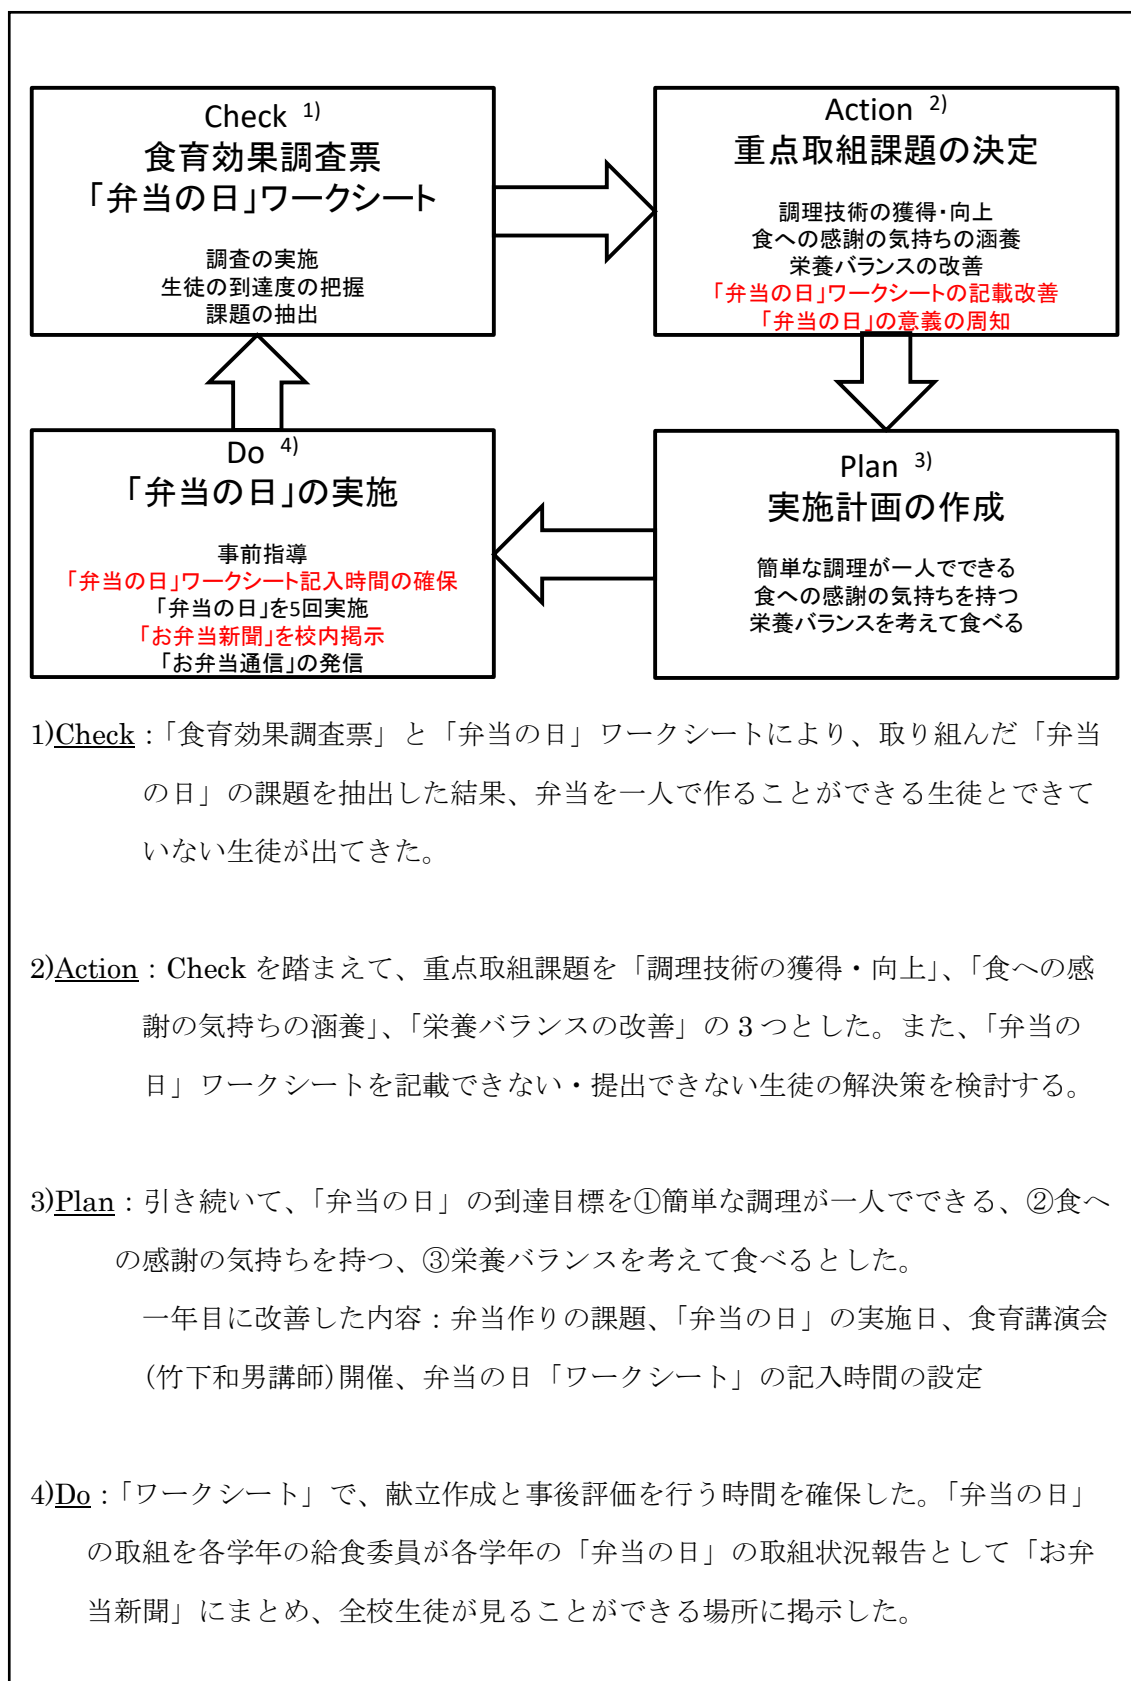 Check 1)
食育効果調査票
「弁当の日」ワークシート
調査の実施
生徒の到達度の把握
課題の抽出
Action 2)
重点取組課題の決定
調理技術の獲得・向上
食への感謝の気持ちの涵養
栄養バランスの改善
「弁当の日」ワークシートの記載改善
「弁当の日」の意義の周知
Do 4)
「弁当の日」の実施
事前指導
「弁当の日」ワークシート記入時間の確保
「弁当の日」を5回実施
「お弁当新聞」を校内掲示
「お弁当通信」の発信
Plan 3)
実施計画の作成
簡単な調理が一人でできる
食への感謝の気持ちを持つ
栄養バランスを考えて食べる
1)Check：「食育効果調査票」と「弁当の日」ワークシートにより、取り組んだ「弁当
の日」の課題を抽出した結果、弁当を一人で作ることができる生徒とできて
いない生徒が出てきた。
2)Action：Check を踏まえて、重点取組課題を「調理技術の獲得・向上」、「食への感
謝の気持ちの涵養」、「栄養バランスの改善」の 3 つとした。また、「弁当の
日」ワークシートを記載できない・提出できない生徒の解決策を検討する。
3)Plan：引き続いて、「弁当の日」の到達目標を①簡単な調理が一人でできる、②食へ
の感謝の気持ちを持つ、③栄養バランスを考えて食べるとした。
一年目に改善した内容：弁当作りの課題、「弁当の日」の実施日、食育講演会
(竹下和男講師)開催、弁当の日「ワークシート」の記入時間の設定
4)Do：「ワークシート」で、献立作成と事後評価を行う時間を確保した。「弁当の日」
の取組を各学年の給食委員が各学年の「弁当の日」の取組状況報告として「お弁
当新聞」にまとめ、全校生徒が見ることができる場所に掲示した。